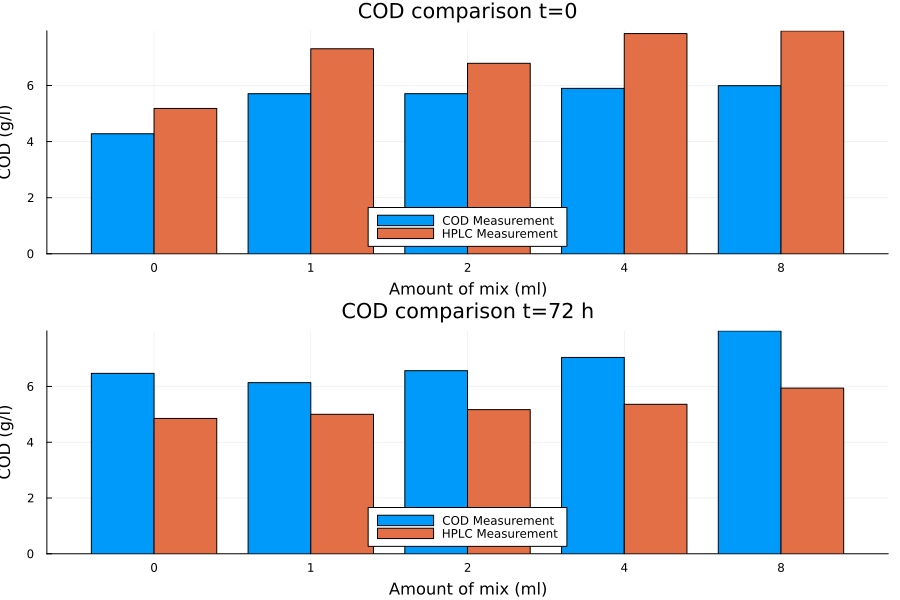 COD comparison t=0
COD (g/l)
6
4
2
0
COD Measurement
HPLC Measurement
0 1 2 4 8
Amount of mix (ml)
COD comparison t=72 h
COD (g/l)
6
4
2
0
COD Measurement
HPLC Measurement
0 1 2 4 8
Amount of mix (ml)